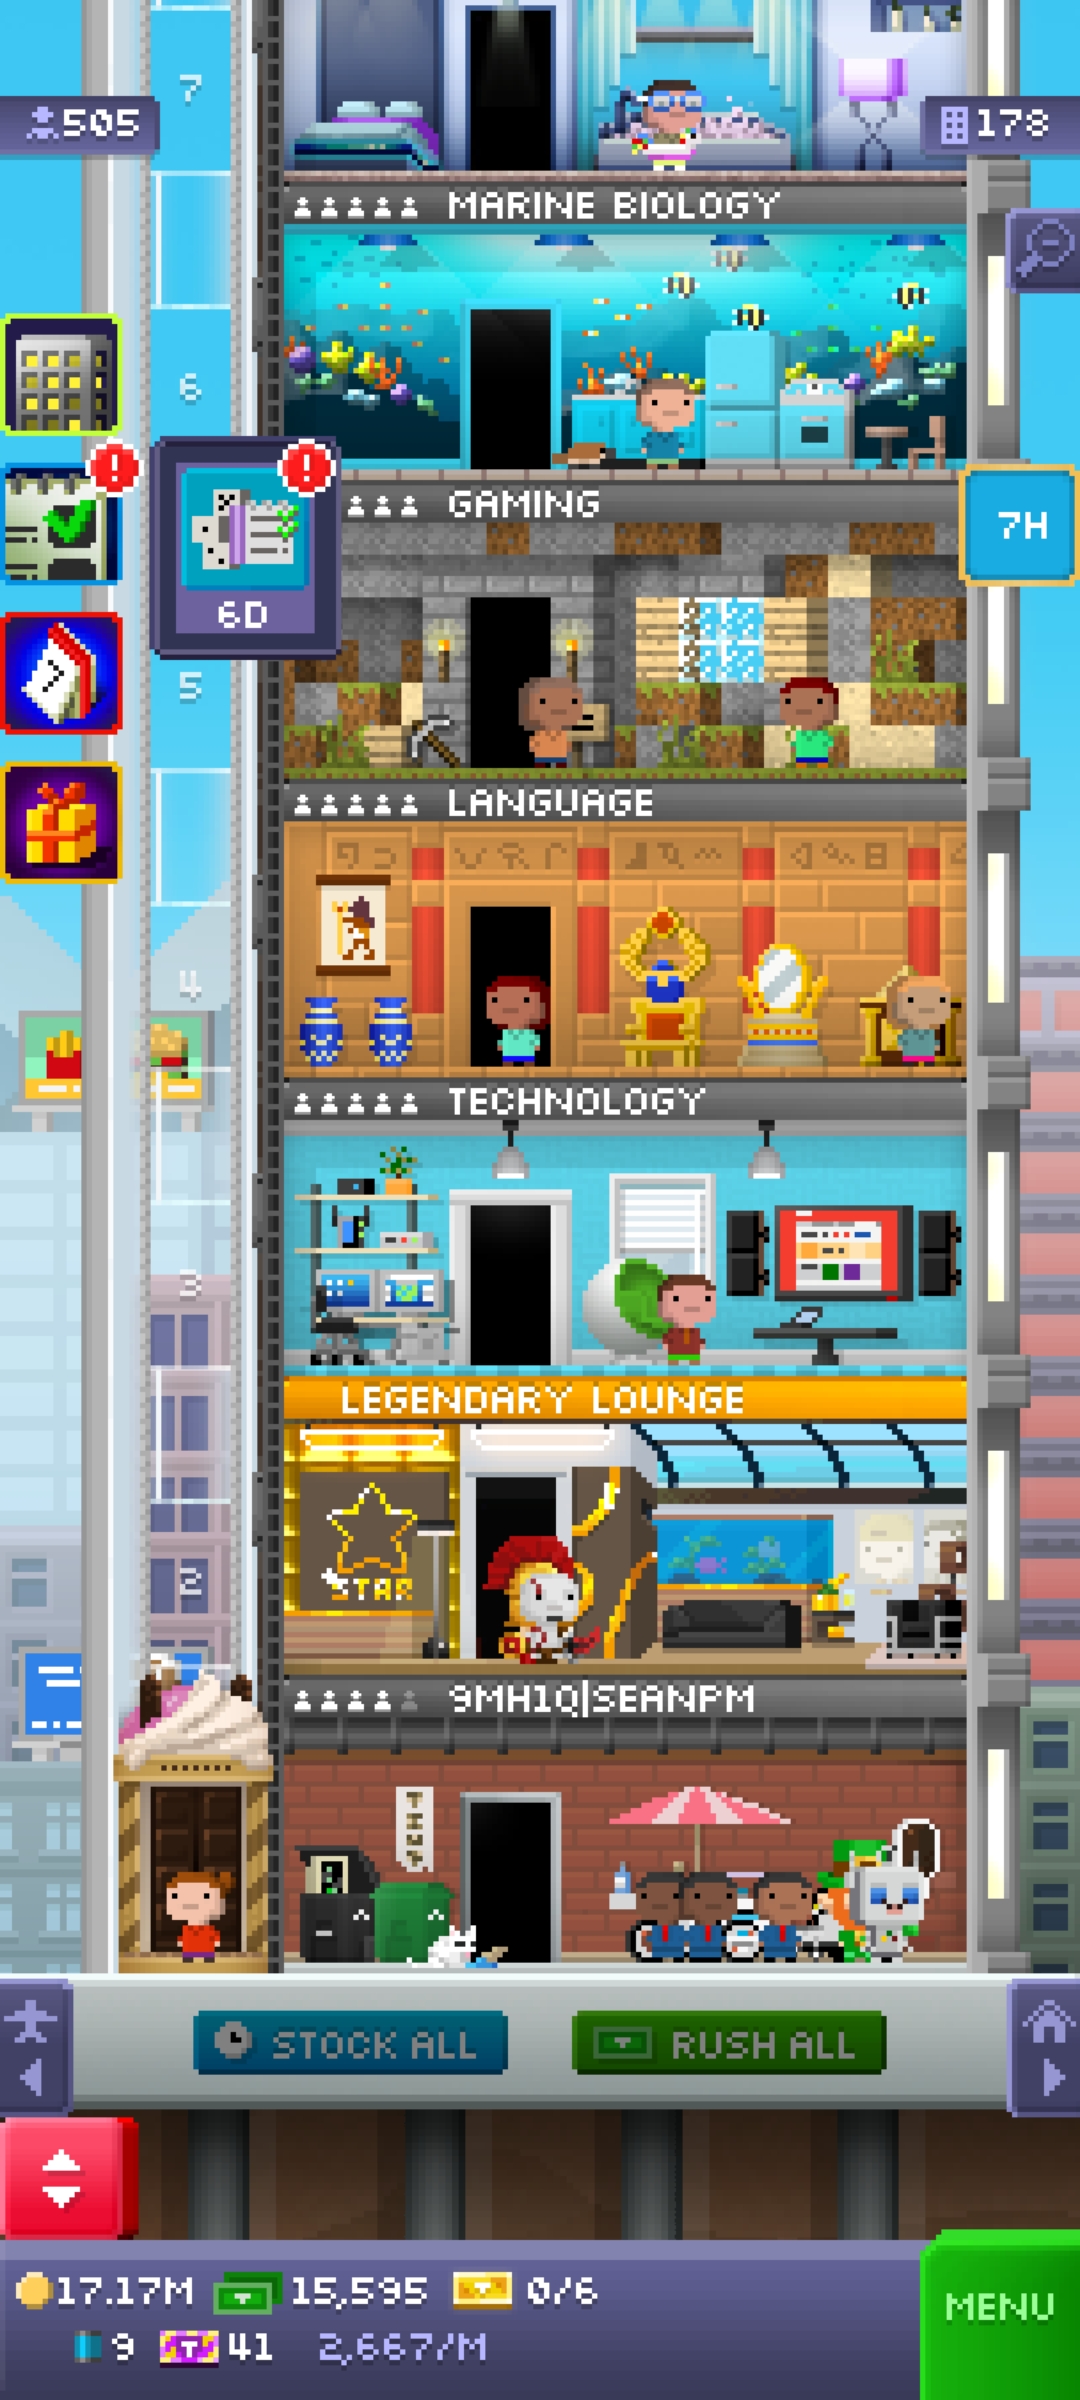 7
505
178
MARINE BIOLOGY
6
GAMING
7H
6D
5
LANGUAGE
4
TECHNOLOGY
3
LEGENDARY LOUNGE
STAR
2
9MH1Q|SEANPM
STOCK ALL
RUSH ALL
17.17M
15,595
0/6
MENU
9
41
2,667/M